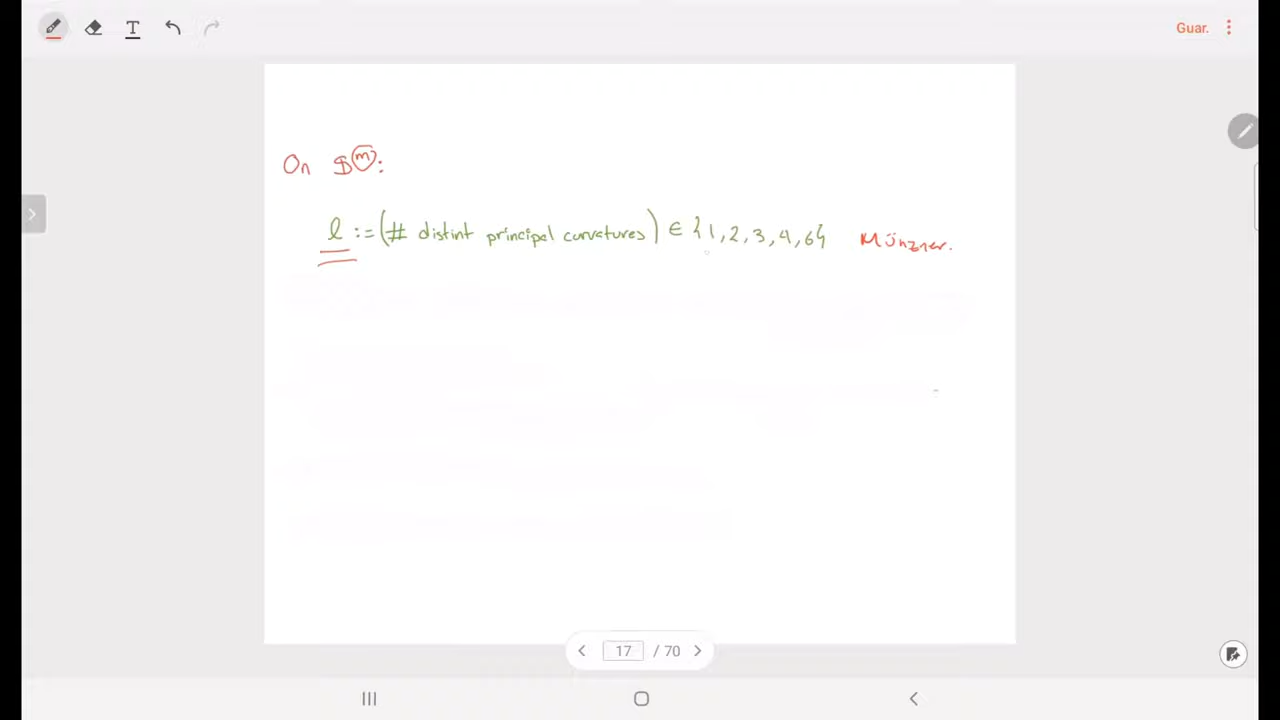 Guar.
On $^m:
l := (# distint principal curvatures) ∈ {1, 2, 3, 4, 6} Münzner.
17 / 70